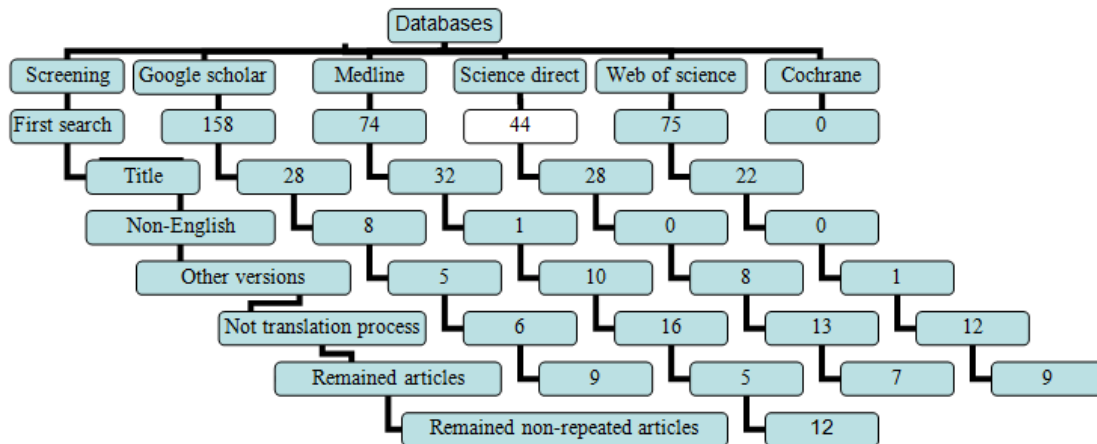 Databases
Screening Google scholar Medline Science direct Web of science Cochrane
First search 158 74 44 75 0
Title 28 32 28 22
Non-English 8 1 0 0
Other versions 5 10 8 1
Not translation process 6 16 13 12
Remained articles 9 5 7 9
Remained non-repeated articles 12